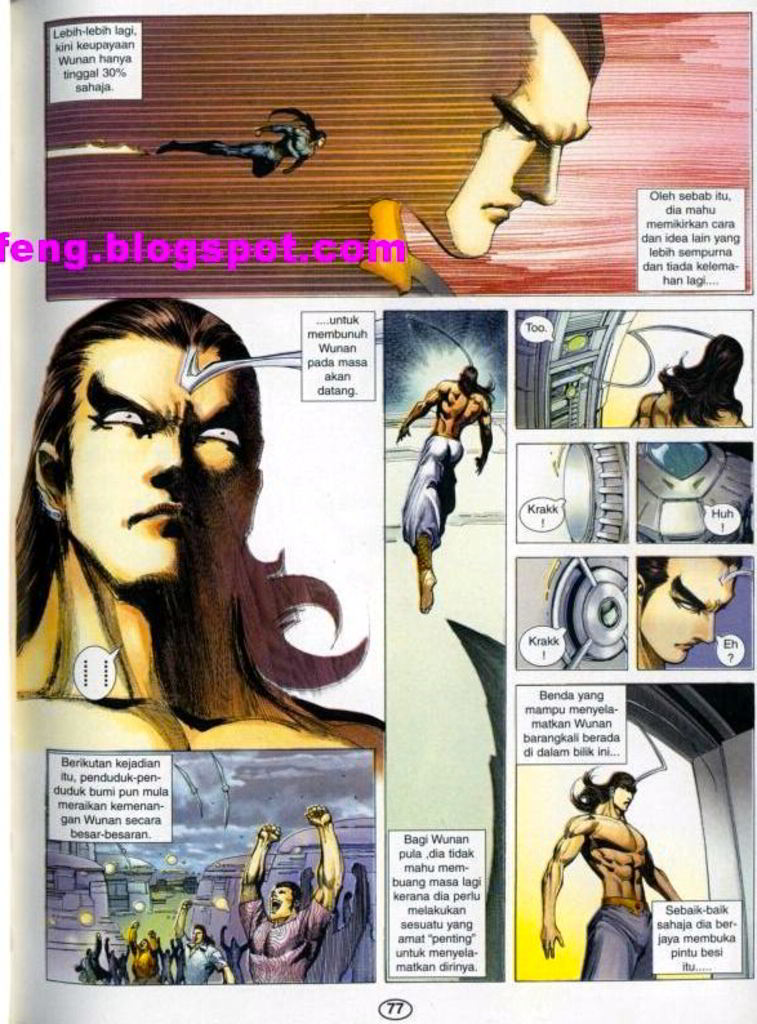 Lebih-lebih lagi,
kini keupayaan
Wunan hanya
tinggal 30%
sahaja.
Oleh sebab itu,
dia mahu
memikirkan cara
dan idea lain yang
lebih sempurna
dan tiada kelema-
han lagi....
feng.blogspot.com
....untuk
membunuh
Wunan
pada masa
akan
datang.
Too.
Krakk
!
Huh
!
Krakk
!
Eh
?
Berikutan kejadian
itu, penduduk-pen-
duduk bumi pun mula
meraikan kemenan-
gan Wunan secara
besar-besaran.
Bagi Wunan
pula ,dia tidak
mahu mem-
buang masa lagi
kerana dia perlu
melakukan
sesuatu yang
amat "penting"
untuk menyela-
matkan dirinya.
Benda yang
mampu menyela-
matkan Wunan
barangkali berada
di dalam bilik ini...
Sebaik-baik
sahaja dia ber-
jaya membuka
pintu besi
itu.....
77